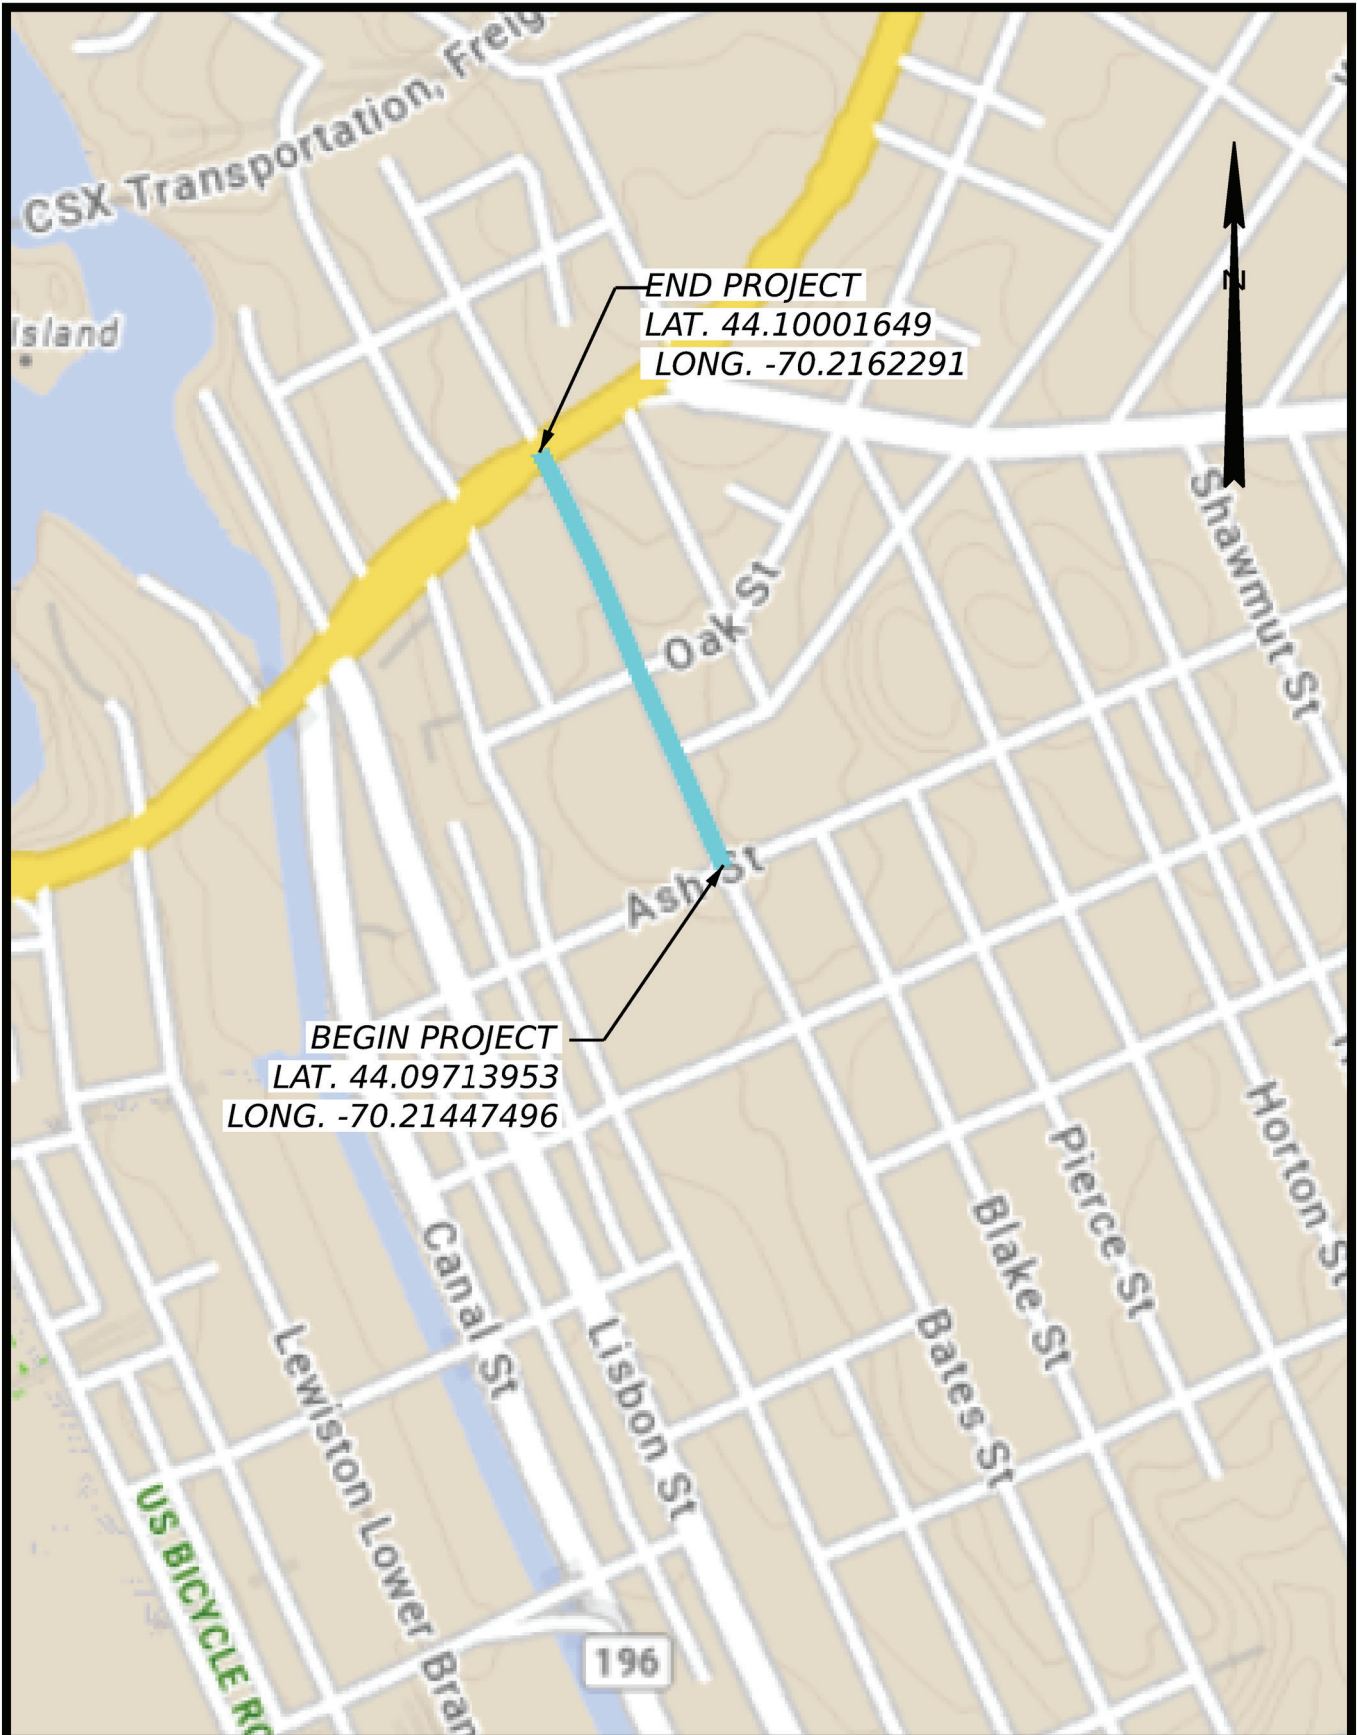 CSX Transportation, Freig
Island
END PROJECT
LAT. 44.10001649
LONG. -70.2162291
N
Shawmut St
Oak St
Ash St
BEGIN PROJECT
LAT. 44.09713953
LONG. -70.21447496
Horton St
Pierce St
Blake St
Bates St
Canal St
Lisbon St
Lewiston Lower Bran
US BICYCLE RO
196